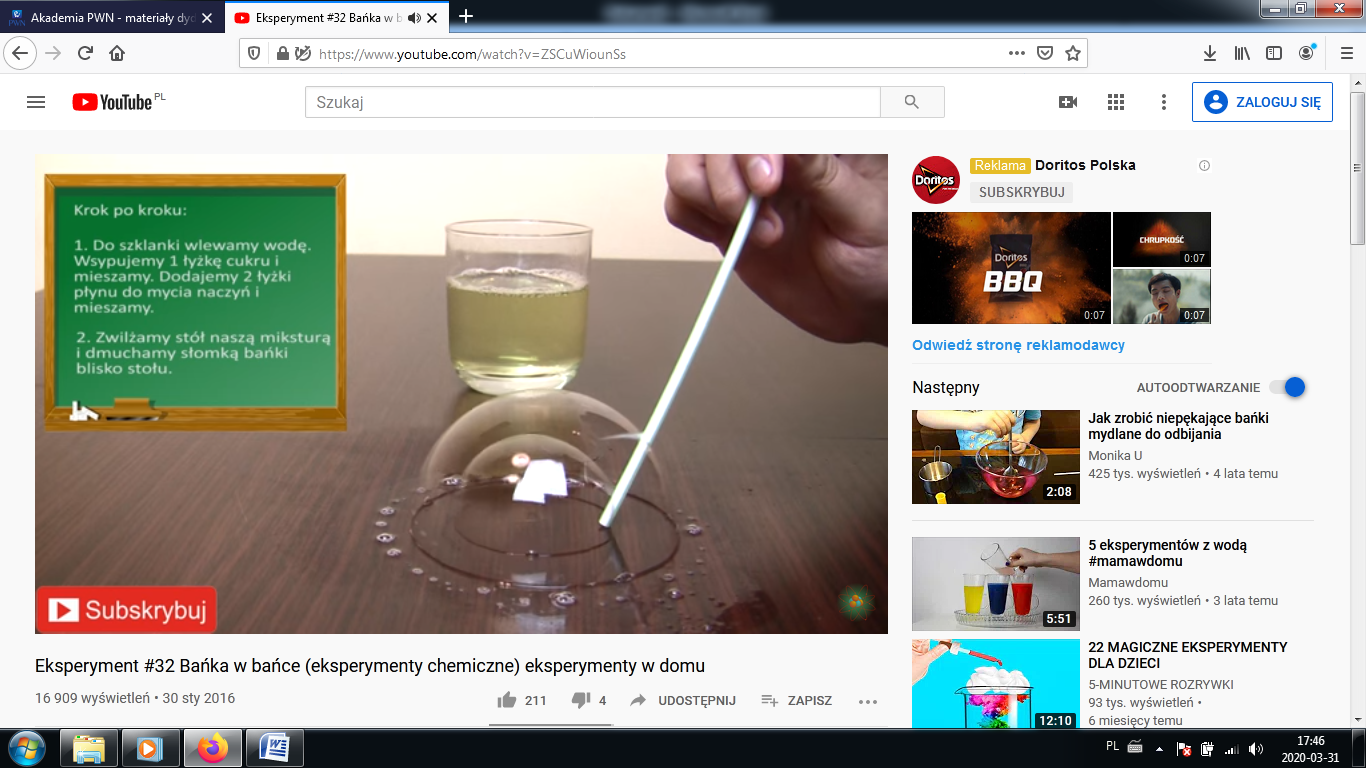 Akademia PWN - materiały dyd
Eksperyment #32 Bańka w b
https://www.youtube.com/watch?v=ZSCuWiounSs
YouTube PL
Szukaj
ZALOGUJ SIĘ
Krok po kroku:
1. Do szklanki wlewamy wodę.
Wsypujemy 1 łyżkę cukru i
mieszamy. Dodajemy 2 łyżki
płynu do mycia naczyń i
mieszamy.
2. Zwilżamy stół naszą miksturą
i dmuchamy słomką bańki
blisko stołu.
Subskrybuj
Eksperyment #32 Bańka w bańce (eksperymenty chemiczne) eksperymenty w domu
16 909 wyświetleń • 30 sty 2016
211
4
UDOSTĘPNIJ
ZAPISZ
Doritos
Reklama Doritos Polska
SUBSKRYBUJ
Doritos
BBQ
0:07
CHRUPKOŚĆ
0:07
0:07
Odwiedź stronę reklamodawcy
Następny
AUTOODTWARZANIE
Jak zrobić niepękające bańki
mydlane do odbijania
Monika U
425 tys. wyświetleń • 4 lata temu
2:08
5 eksperymentów z wodą
#mamawdomu
Mamawdomu
260 tys. wyświetleń • 3 lata temu
5:51
22 MAGICZNE EKSPERYMENTY
DLA DZIECI
5-MINUTOWE ROZRYWKI
93 tys. wyświetleń •
6 miesięcy temu
12:10
PL
17:46
2020-03-31